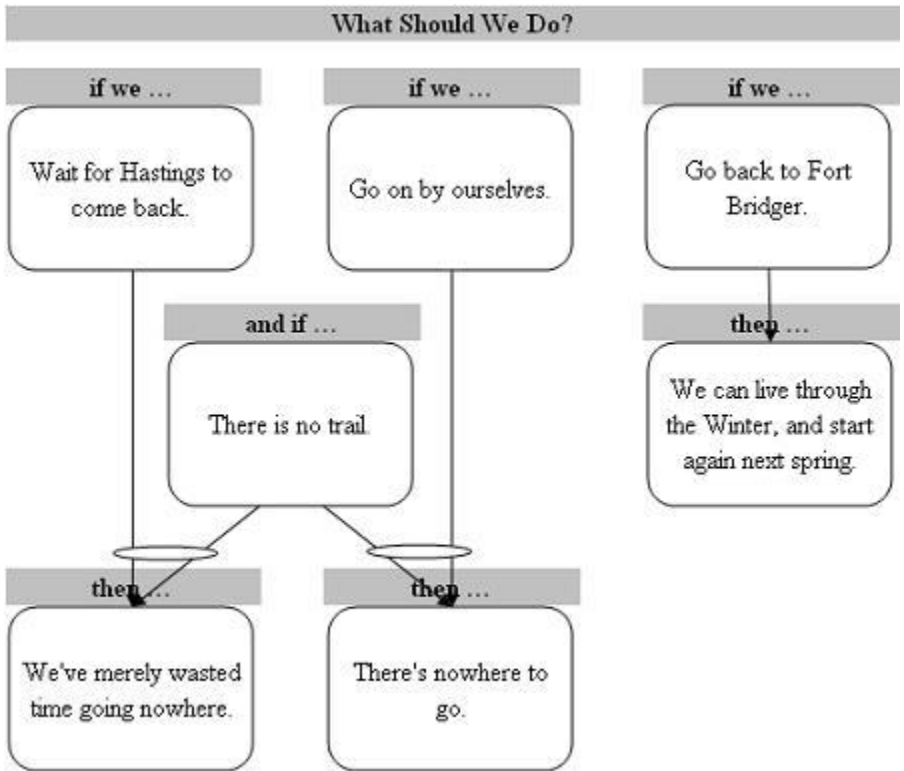 What Should We Do?
if we …
if we …
if we …
Wait for Hastings to
come back.
Go on by ourselves.
Go back to Fort
Bridger.
and if …
then …
There is no trail.
We can live through
the Winter, and start
again next spring.
then …
then …
We've merely wasted
time going nowhere.
There's nowhere to
go.